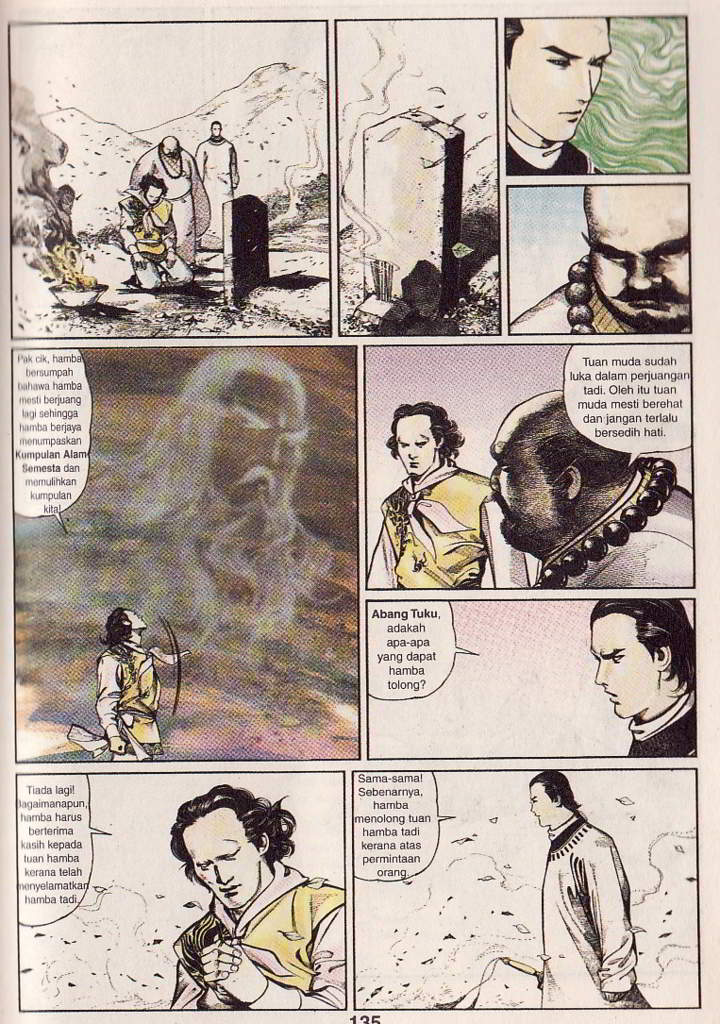 Pak cik, hamba
bersumpah
bahawa hamba
mesti berjuang
lagi sehingga
hamba berjaya
menumpaskan
Kumpulan Alam
Semesta dan
memulihkan
kumpulan
kita!
Tuan muda sudah
luka dalam perjuangan
tadi. Oleh itu tuan
muda mesti berehat
dan jangan terlalu
bersedih hati.
Abang Tuku,
adakah
apa-apa
yang dapat
hamba
tolong?
Tiada lagi!
Bagaimanapun,
hamba harus
berterima
kasih kepada
tuan hamba
kerana telah
menyelamatkan
hamba tadi.
Sama-sama!
Sebenarnya,
hamba
menolong tuan
hamba tadi
kerana atas
permintaan
orang.
135